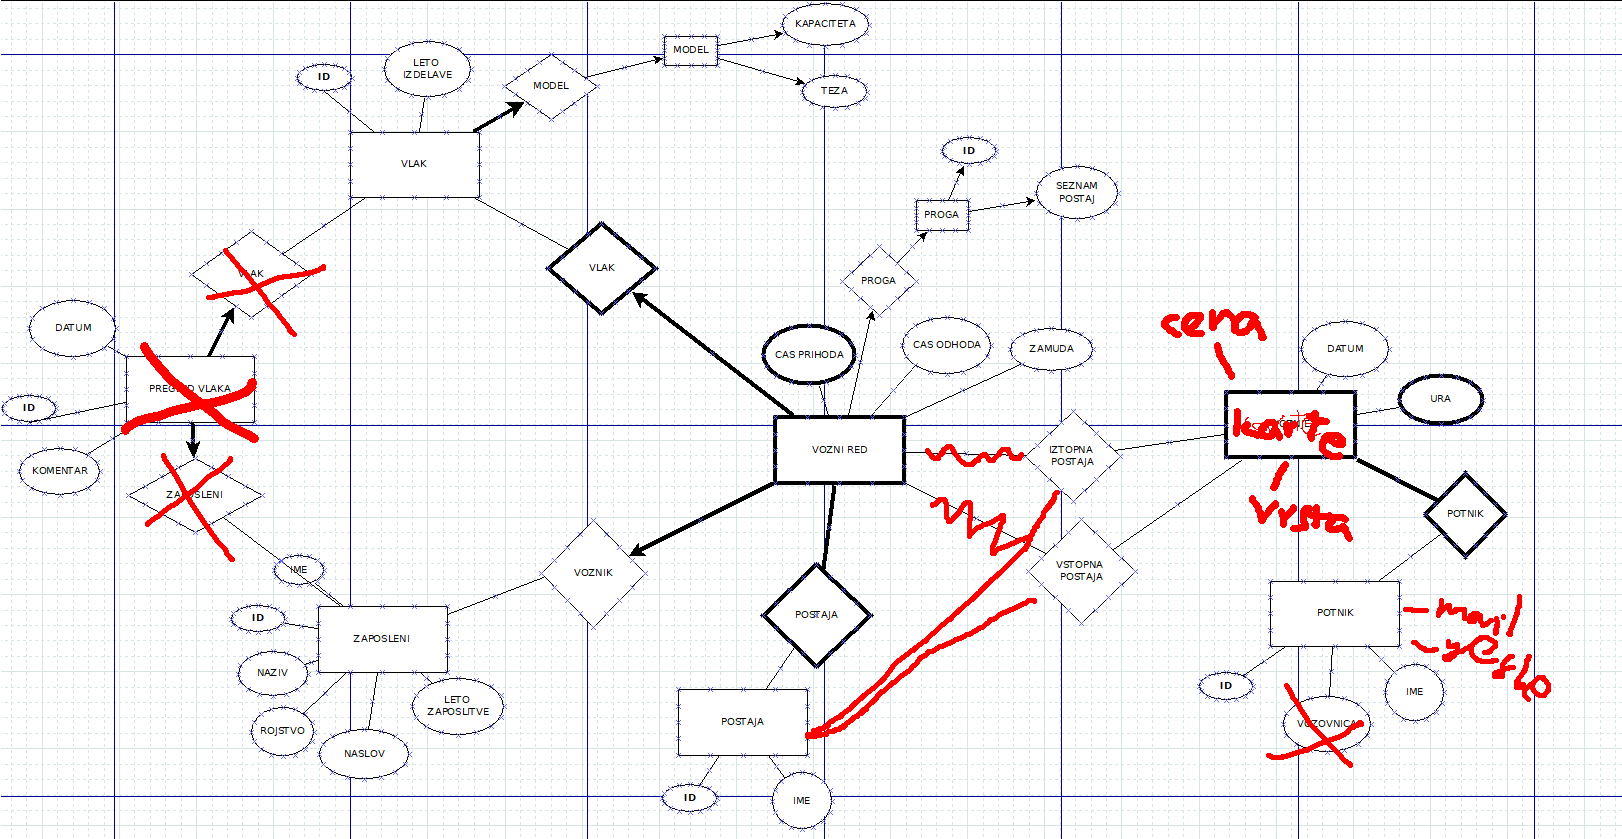 KAPACITETA
MODEL
LETO
IZDELAVE
ID
MODEL
TEZA
VLAK
ID
SEZNAM
POSTAJ
PROGA
VLAK
VLAK
PROGA
cena
DATUM
CAS PRIHODA
CAS ODHODA
ZAMUDA
DATUM
PREGLED VLAKA
URA
ID
karte
VOZNI RED
IZTOPNA
POSTAJA
KOMENTAR
ZAPOSLENI
vrsta
POTNIK
IME
VOZNIK
VSTOPNA
POSTAJA
ID
ZAPOSLENI
POSTAJA
POTNIK
mail
geslo
NAZIV
ID
IME
LETO
ZAPOSLITVE
ROJSTVO
POSTAJA
VOZOVNICA
NASLOV
ID
IME